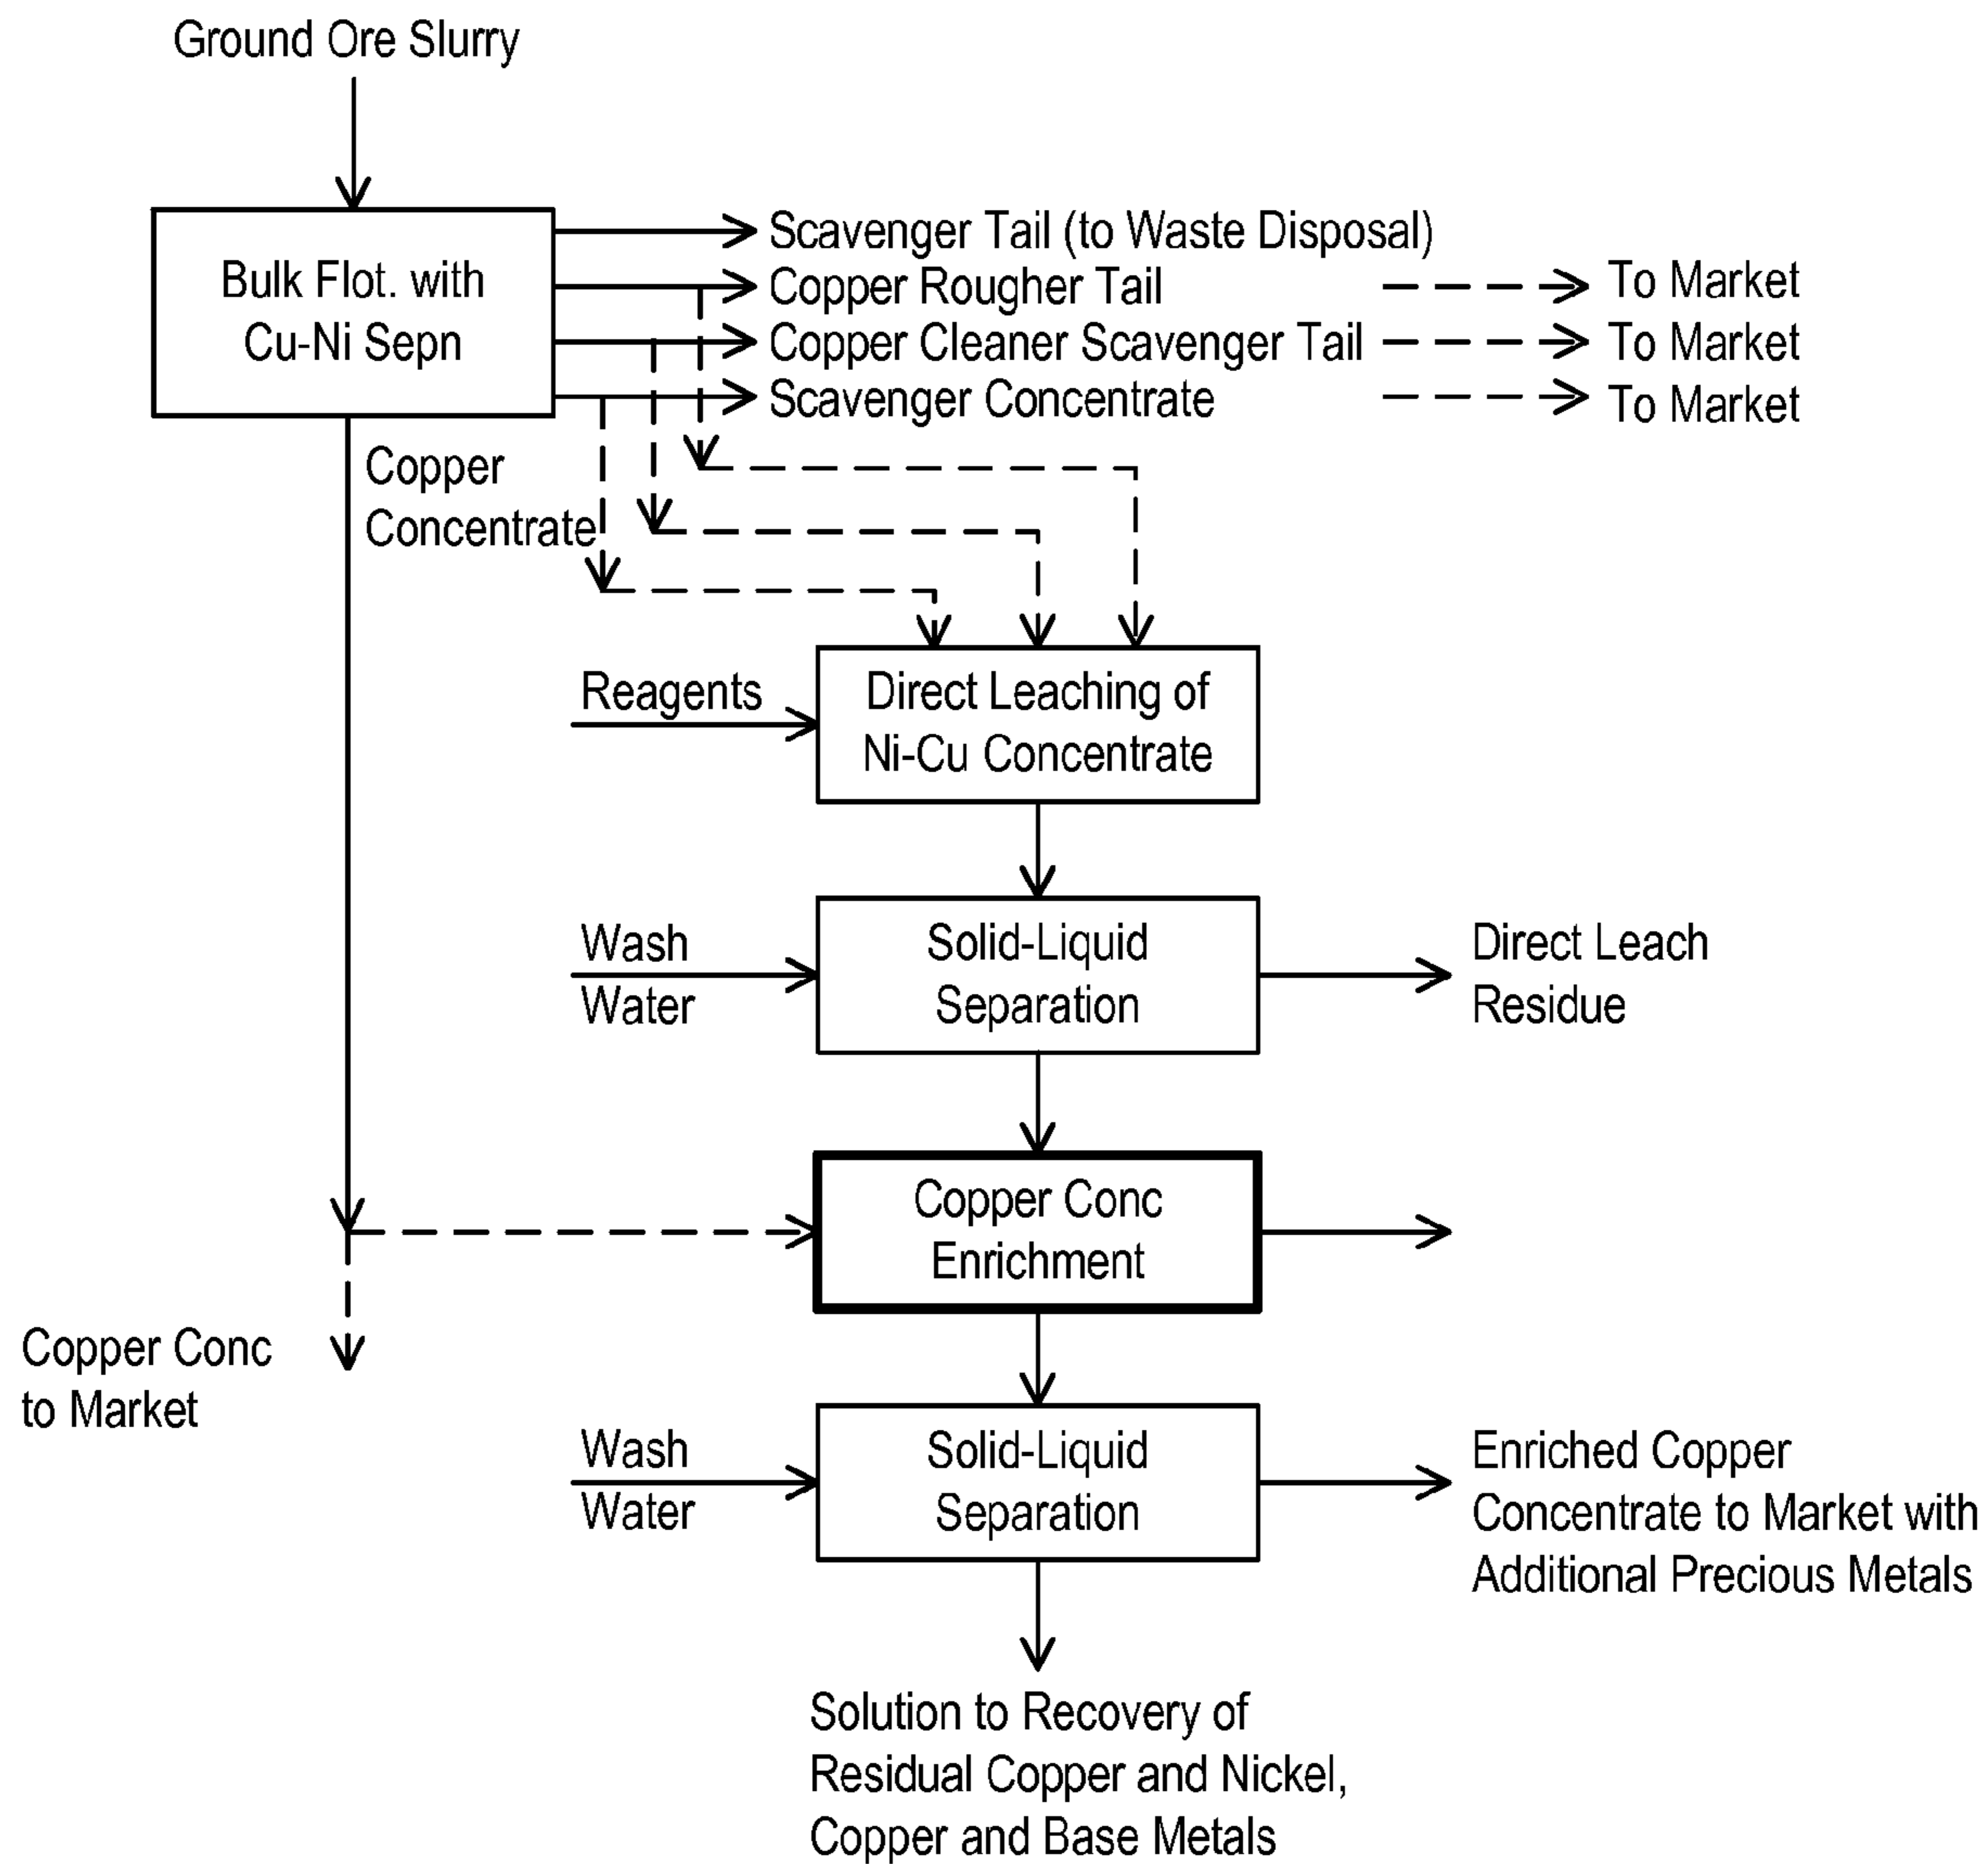 Ground Ore Slurry
Bulk Flot. with
Cu-Ni Sepn
Scavenger Tail (to Waste Disposal)
Copper Rougher Tail
To Market
Copper Cleaner Scavenger Tail
To Market
Scavenger Concentrate
To Market
Copper
Concentrate
Reagents
Direct Leaching of
Ni-Cu Concentrate
Wash
Water
Solid-Liquid
Separation
Direct Leach
Residue
Copper Conc
Enrichment
Copper Conc
to Market
Wash
Water
Solid-Liquid
Separation
Enriched Copper
Concentrate to Market with
Additional Precious Metals
Solution to Recovery of
Residual Copper and Nickel,
Copper and Base Metals